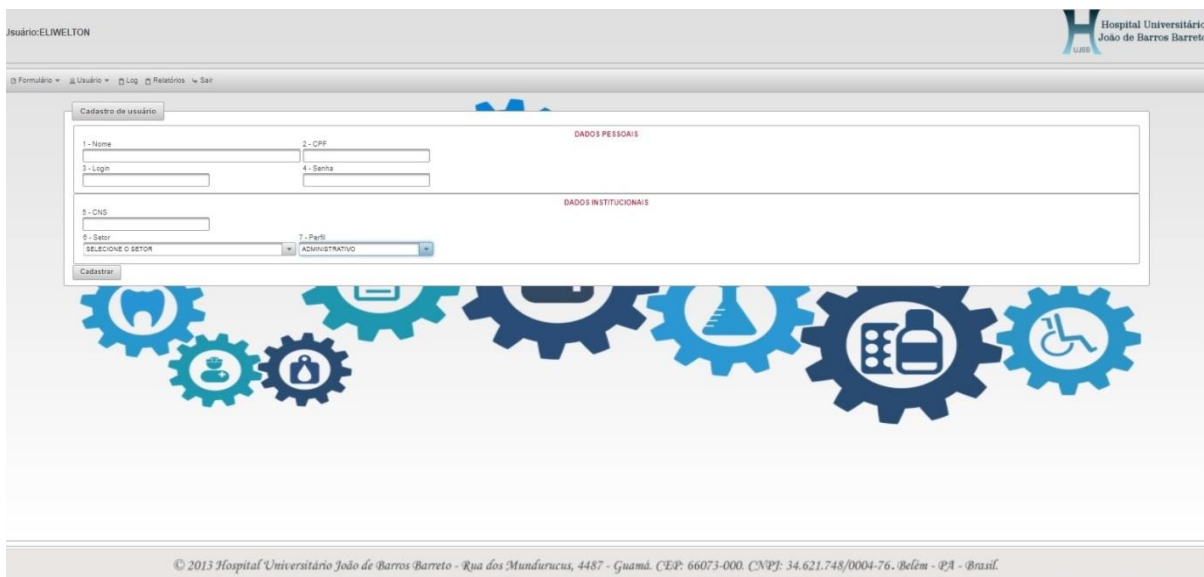 Usuário:ELIWELTON
Hospital Universitário
João de Barros Barreto
HUJBB
Formulário Usuário Log Relatórios Sair
Cadastro de usuário
DADOS PESSOAIS
1 - Nome 2 - CPF
3 - Login 4 - Senha
DADOS INSTITUCIONAIS
5 - CNS
6 - Setor 7 - Perfil
SELECIONE O SETOR ADMINISTRATIVO
Cadastrar
© 2013 Hospital Universitário João de Barros Barreto - Rua dos Mundurucus, 4487 - Guamá. CEP: 66073-000. CNPJ: 34.621.748/0004-76. Belém - PA - Brasil.